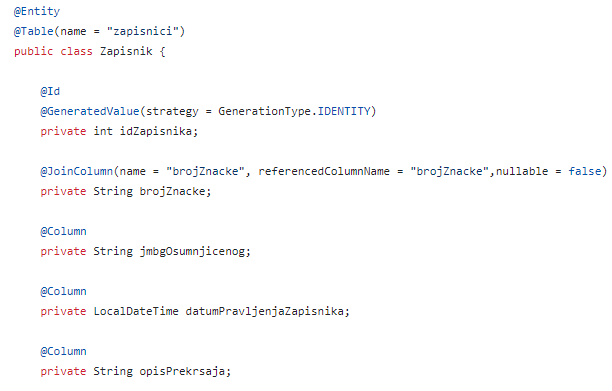 @Entity
@Table(name = "zapisnici")
public class Zapisnik {
@Id
@GeneratedValue(strategy = GenerationType.IDENTITY)
private int idZapisnika;
@JoinColumn(name = "brojZnacke", referencedColumnName = "brojZnacke",nullable = false)
private String brojZnacke;
@Column
private String jmbgOsumnjicenog;
@Column
private LocalDateTime datumPravljenjaZapisnika;
@Column
private String opisPrekrsaja;